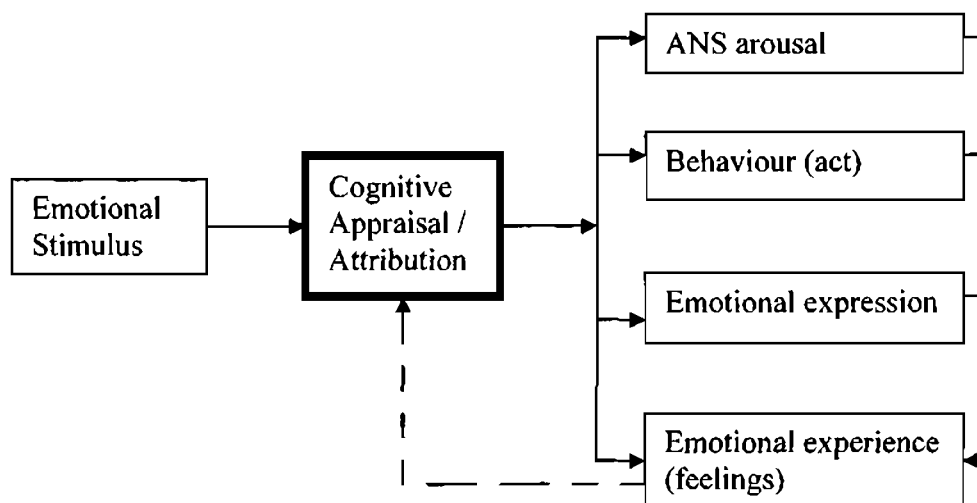 ANS arousal
Behaviour (act)
Emotional
Stimulus
Cognitive
Appraisal /
Attribution
Emotional expression
Emotional experience
(feelings)